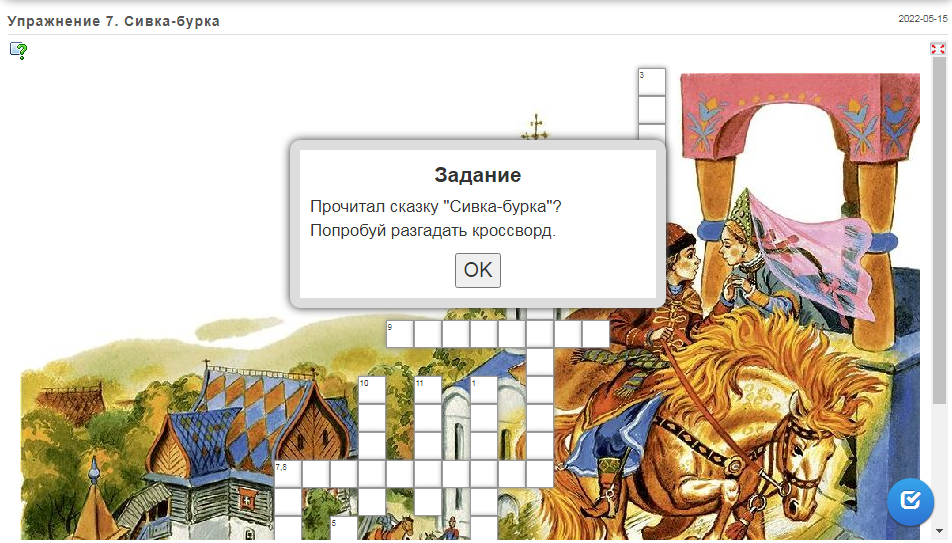 Упражнение 7. Сивка-бурка
2022-05-15
3
Задание
Прочитал сказку "Сивка-бурка"?
Попробуй разгадать кроссворд.
OK
9
10
11
1
7,8
5